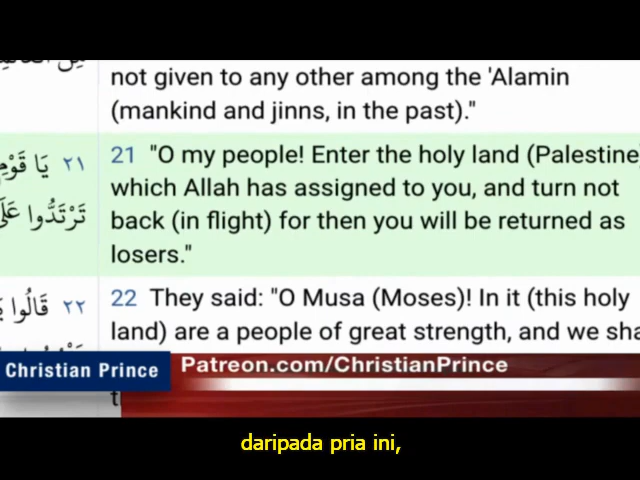 not given to any other among the 'Alamin
(mankind and jinns, in the past)."
٢١ يَا قَوْمِ
21 "O my people! Enter the holy land (Palestine)
which Allah has assigned to you, and turn not
تَرْتَدُّوا
back (in flight) for then you will be returned as
losers."
٢٢ قَالُوا
22 They said: "O Musa (Moses)! In it (this holy
land) are a people of great strength, and we sha
Christian Prince
Patreon.com/ChristianPrince
daripada pria ini,